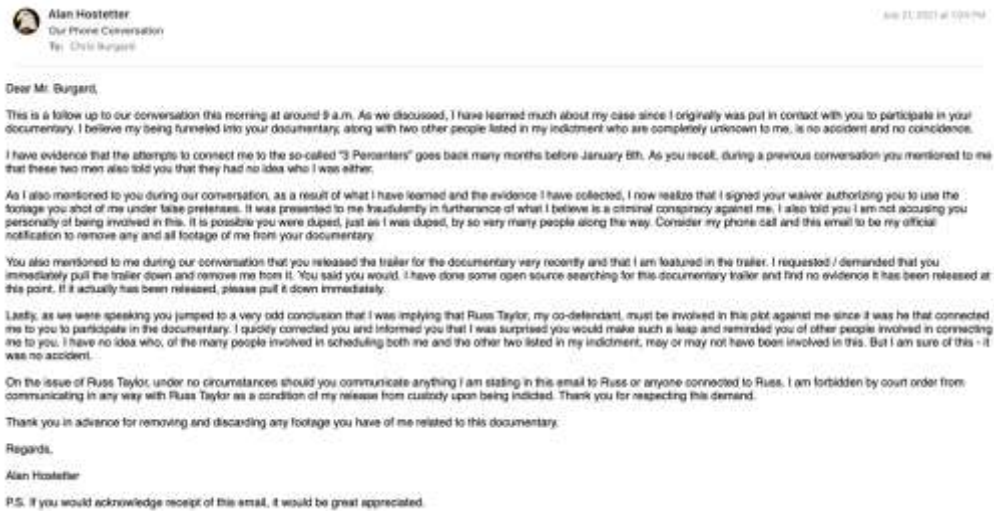 Alan Hostetter
Our Phone Conversation
To: Chris Burgard
Dear Mr. Burgard,
This is a follow up to our conversation this morning at around 9 a.m. As we discussed, I have learned much about my case since I originally was put in contact with you to participate in your
documentary. I believe my being funneled into your documentary, along with two other people listed in my indictment who are completely unknown to me, is no accident and no coincidence.
I have evidence that the attempts to connect me to the so-called "3 Percenters" goes back many months before January 6th. As you recall, during a previous conversation you mentioned to me
that these two men also told you that they had no idea who I was either.
As I also mentioned to you during our conversation, as a result of what I have learned and the evidence I have collected, I now realize that I signed your waiver authorizing you to use the
footage you shot of me under false pretenses. It was presented to me fraudulently in furtherance of what I believe is a criminal conspiracy against me. I also told you I am not accusing you
personally of being involved in this. It is possible you were duped, just as I was duped, by so very many people along the way. Consider my phone call and this email to be my official
notification to remove any and all footage of me from your documentary.
You also mentioned to me during our conversation that you released the trailer for the documentary very recently and that I am featured in the trailer. I requested / demanded that you
immediately pull the trailer down and remove me from it. You said you would. I have done some open source searching for this documentary trailer and find no evidence it has been released at
this point. If it actually has been released, please pull it down immediately.
Lastly, as we were speaking you jumped to a very odd conclusion that I was implying that Russ Taylor, my co-defendant, must be involved in this plot against me since it was he that connected
me to you to participate in the documentary. I quickly corrected you and informed you that I was surprised you would make such a leap and reminded you of other people involved in connecting
me to you. I have no idea who, of the many people involved in scheduling both me and the other two listed in my indictment, may or may not have been involved in this. But I am sure of this - it
was no accident.
On the issue of Russ Taylor, under no circumstances should you communicate anything I am stating in this email to Russ or anyone connected to Russ. I am forbidden by court order from
communicating in any way with Russ Taylor as a condition of my release from custody upon being indicted. Thank you for respecting this demand.
Thank you in advance for removing and discarding any footage you have of me related to this documentary.
Regards,
Alan Hostetter
P.S. If you would acknowledge receipt of this email, it would be great appreciated.